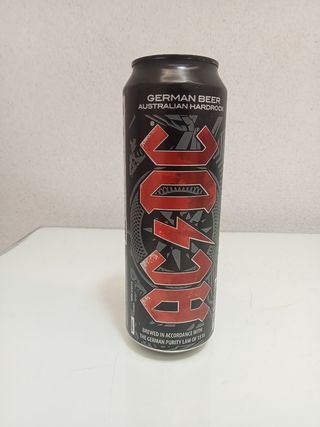 GERMAN BEER
AUSTRALIAN HARDROCK
AC⚡DC
®
BREWED IN ACCORDANCE WITH
THE GERMAN PURITY LAW OF 1516